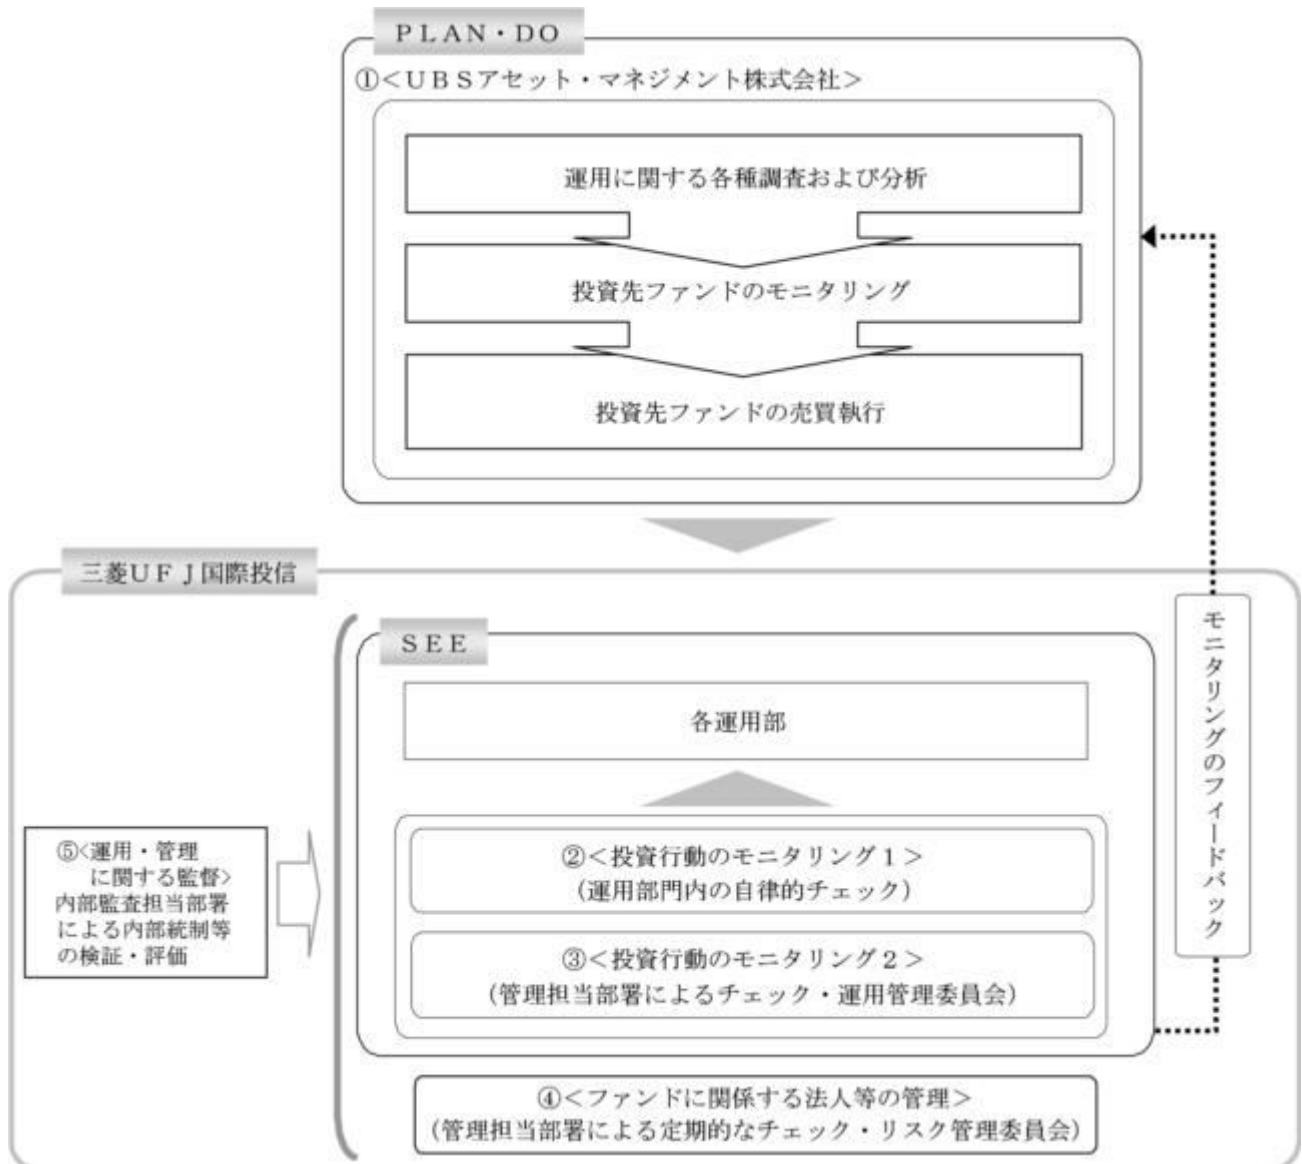 ＰＬＡＮ・ＤＯ
①＜ＵＢＳアセット・マネジメント株式会社＞
運用に関する各種調査および分析
投資先ファンドのモニタリング
投資先ファンドの売買執行
三菱ＵＦＪ国際投信
ＳＥＥ
各運用部
②＜投資行動のモニタリング１＞
（運用部門内の自律的チェック）
③＜投資行動のモニタリング２＞
（管理担当部署によるチェック・運用管理委員会）
④＜ファンドに関係する法人等の管理＞
（管理担当部署による定期的なチェック・リスク管理委員会）
⑤＜運用・管理
に関する監督＞
内部監査担当部署
による内部統制等
の検証・評価
モニタリングのフィードバック